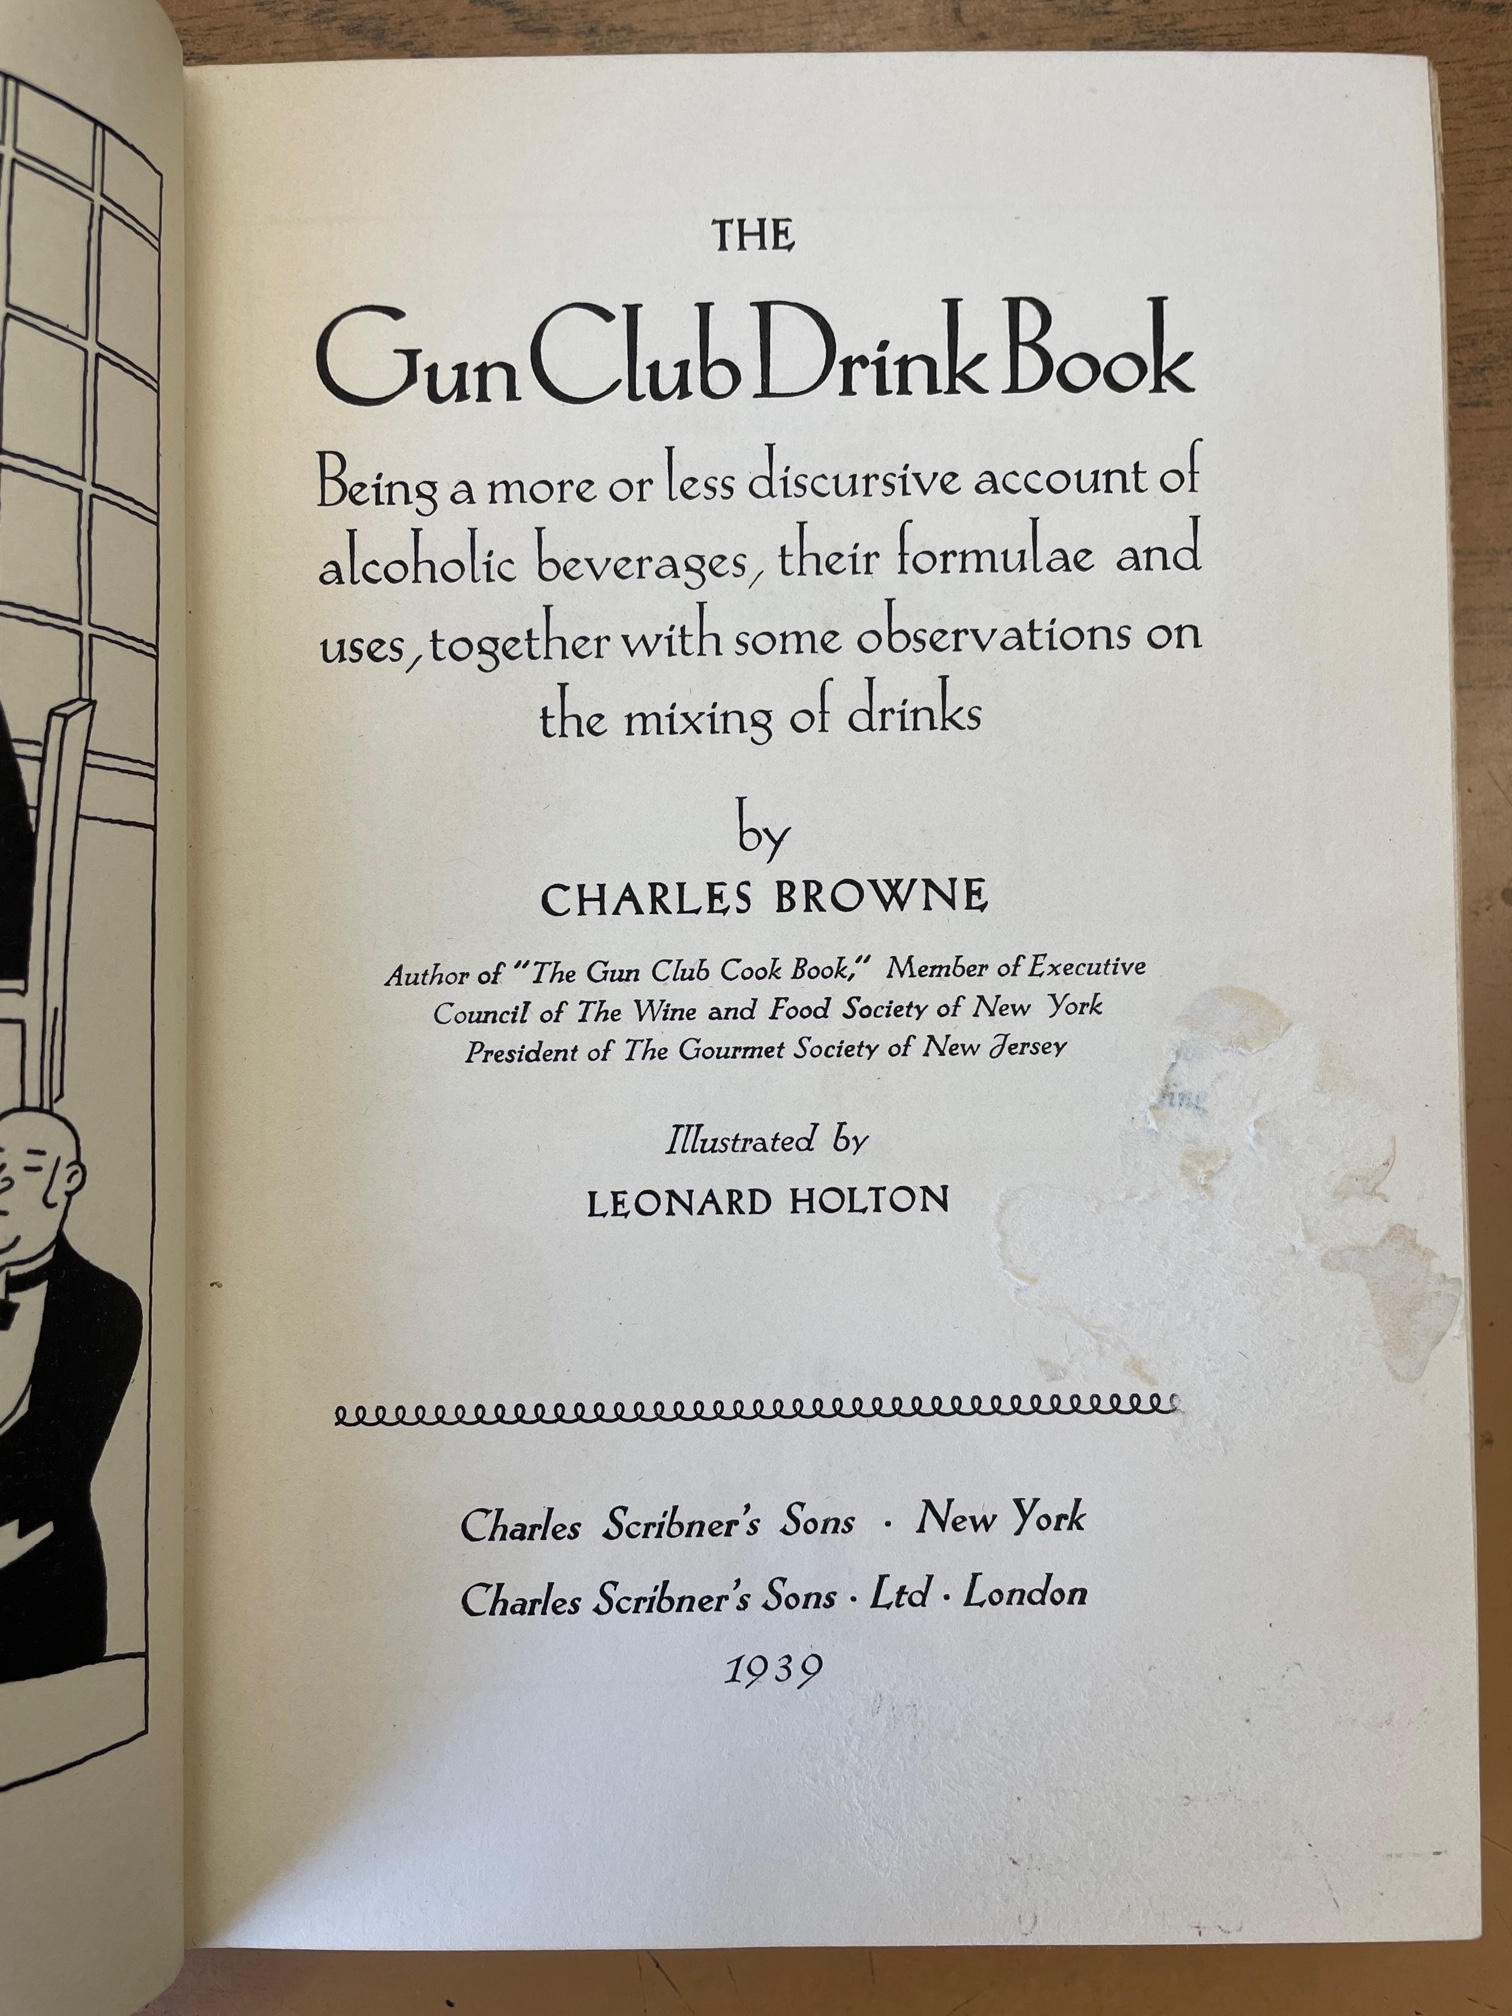 THE
Gun Club Drink Book
Being a more or less discursive account of
alcoholic beverages, their formulae and
uses, together with some observations on
the mixing of drinks
by
CHARLES BROWNE
Author of "The Gun Club Cook Book," Member of Executive
Council of The Wine and Food Society of New York
President of The Gourmet Society of New Jersey
Illustrated by
LEONARD HOLTON
Charles Scribner's Sons · New York
Charles Scribner's Sons · Ltd · London
1939